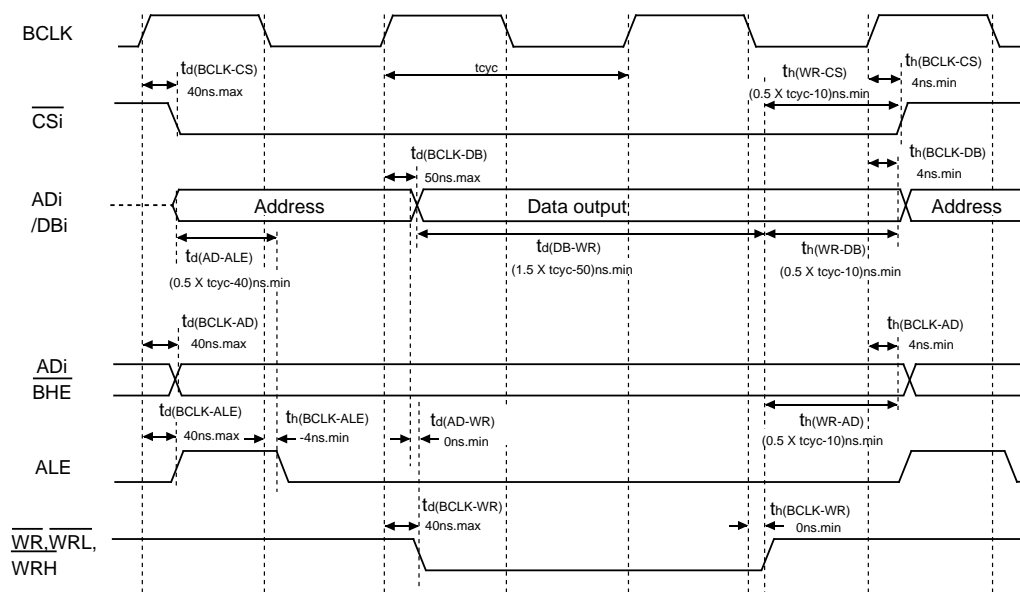 BCLK
td(BCLK-CS)
40ns.max
tcyc
th(WR-CS)
(0.5 X tcyc-10)ns.min
th(BCLK-CS)
4ns.min
CSi
td(BCLK-DB)
50ns.max
th(BCLK-DB)
4ns.min
ADi
/DBi
Address
Data output
Address
td(AD-ALE)
(0.5 X tcyc-40)ns.min
td(DB-WR)
(1.5 X tcyc-50)ns.min
th(WR-DB)
(0.5 X tcyc-10)ns.min
td(BCLK-AD)
40ns.max
th(BCLK-AD)
4ns.min
ADi
BHE
td(BCLK-ALE)
40ns.max
th(BCLK-ALE)
-4ns.min
td(AD-WR)
0ns.min
th(WR-AD)
(0.5 X tcyc-10)ns.min
ALE
td(BCLK-WR)
40ns.max
th(BCLK-WR)
0ns.min
WR,WRL,
WRH